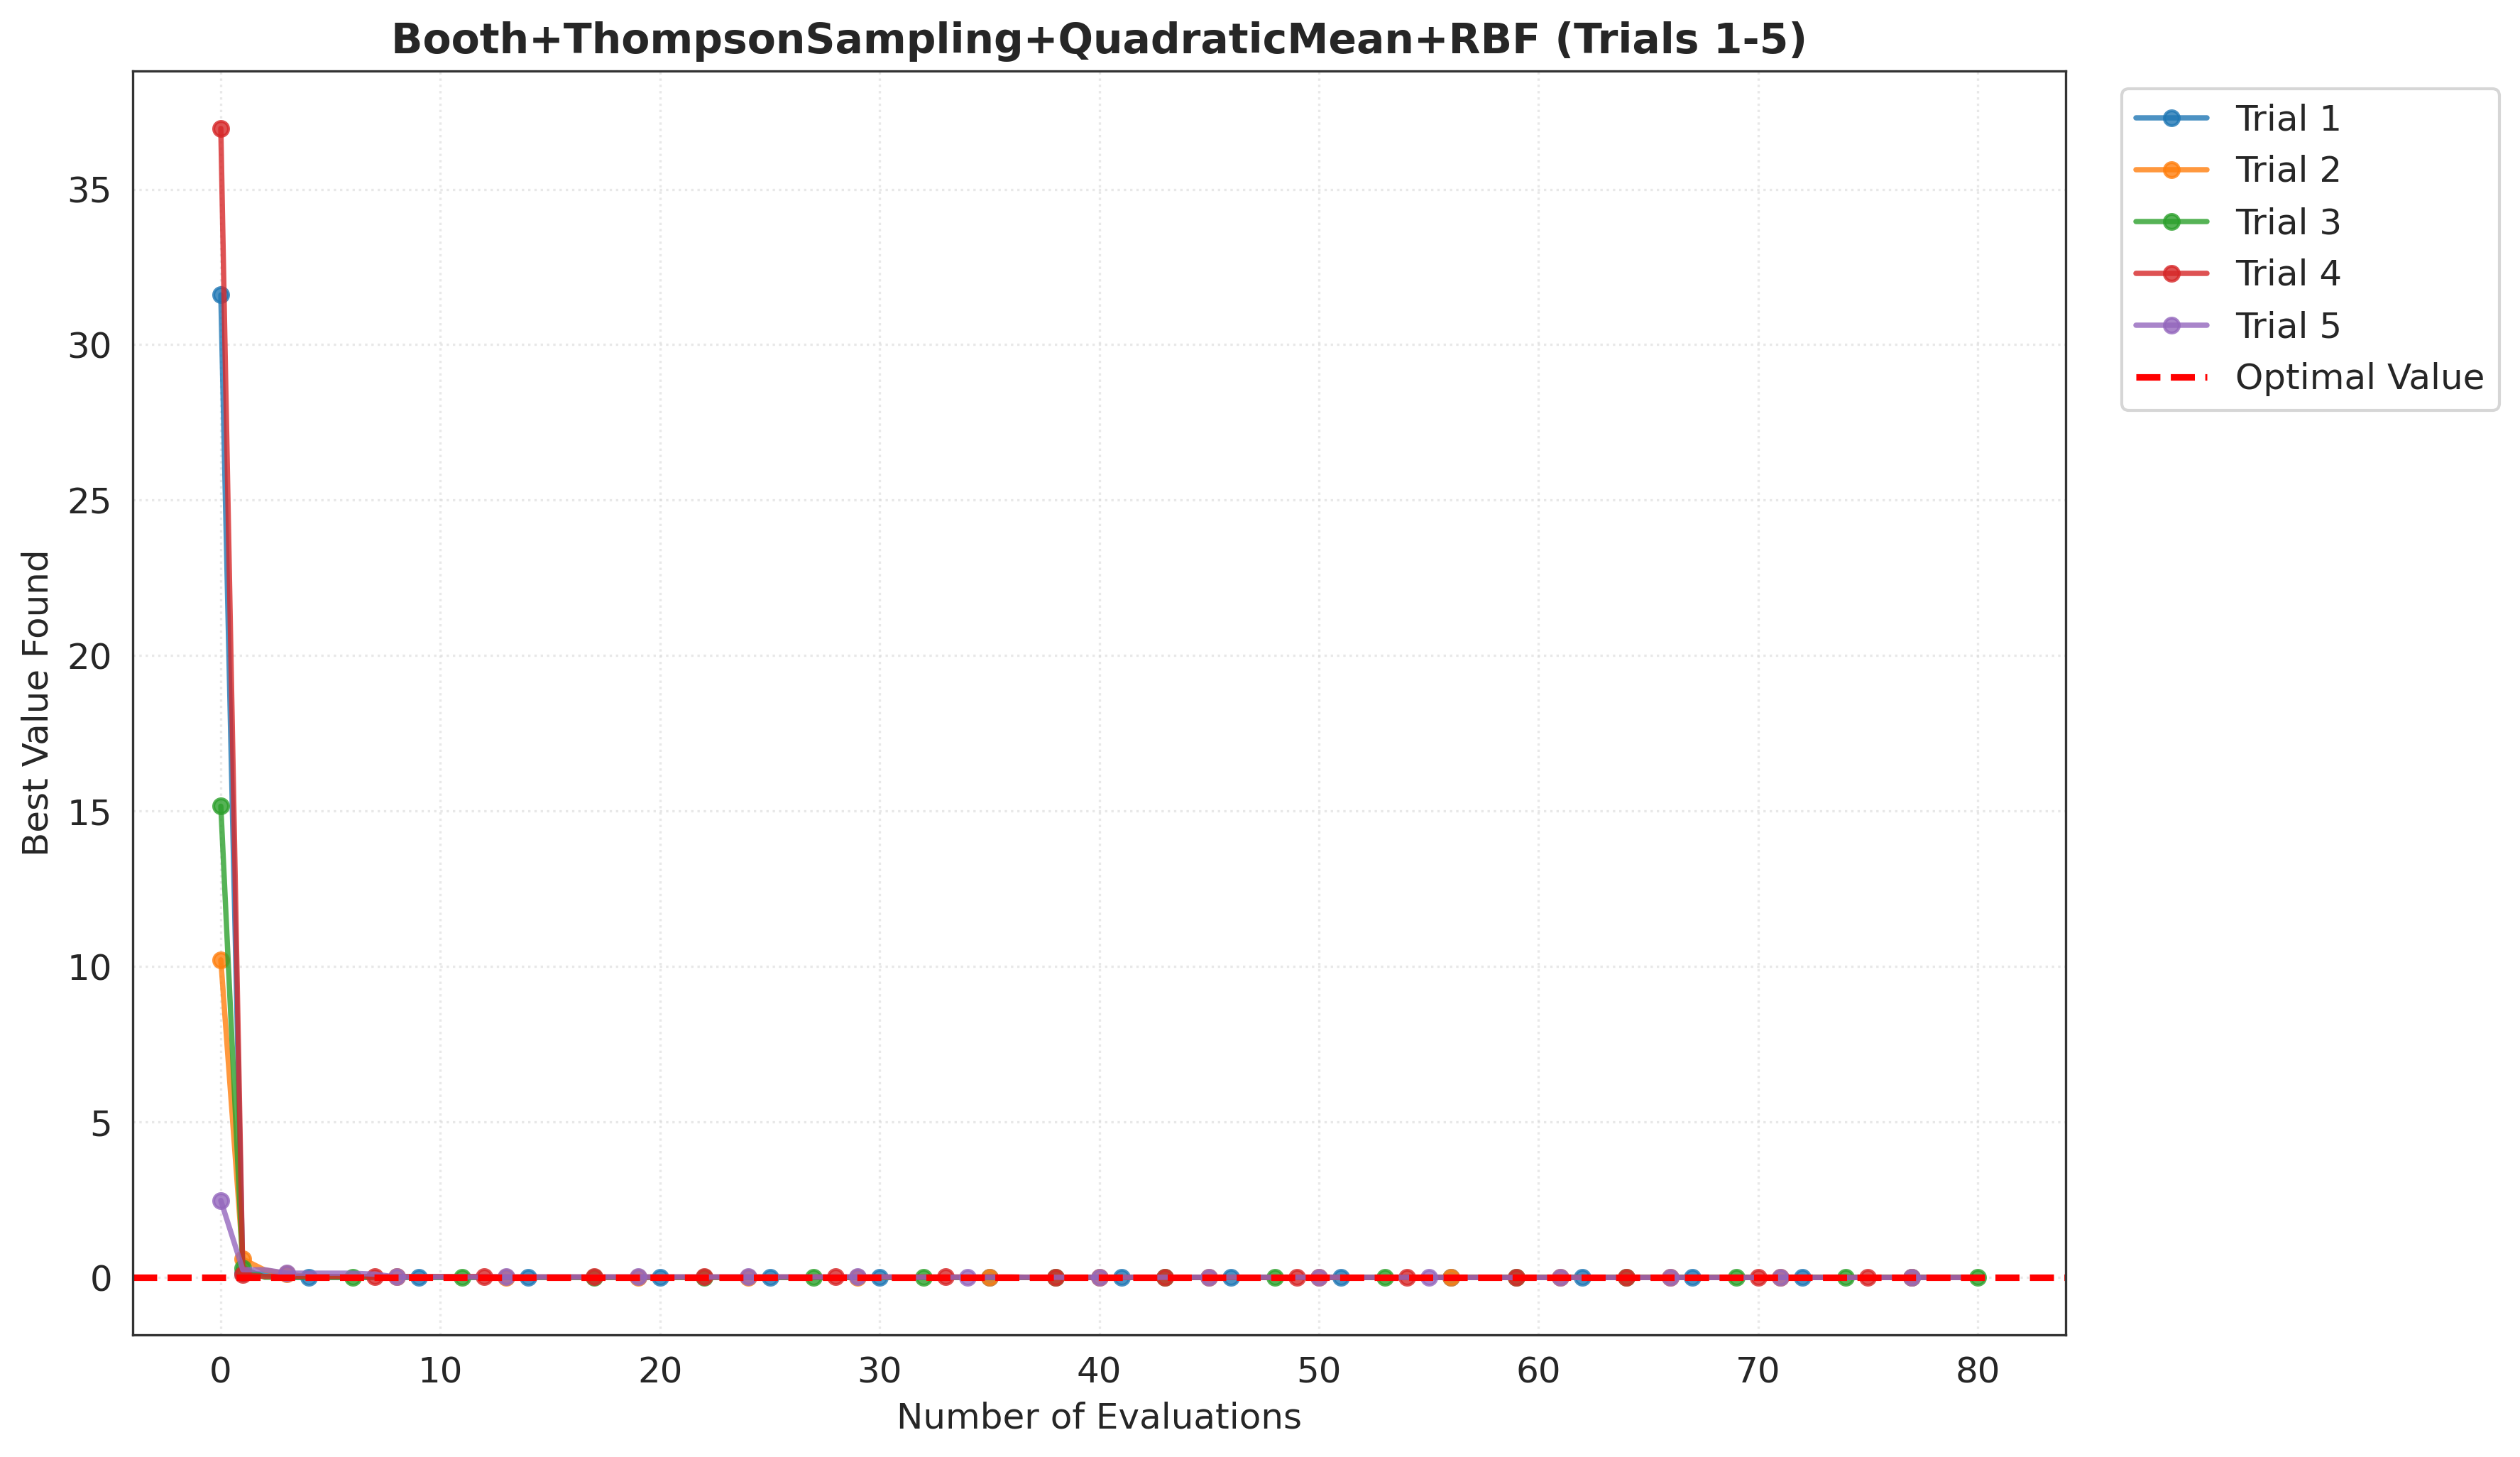 Booth+ThompsonSampling+QuadraticMean+RBF (Trials 1-5)
Trial 1
Trial 2
Trial 3
Trial 4
Trial 5
Optimal Value
Best Value Found
35
30
25
20
15
10
5
0
0 10 20 30 40 50 60 70 80
Number of Evaluations